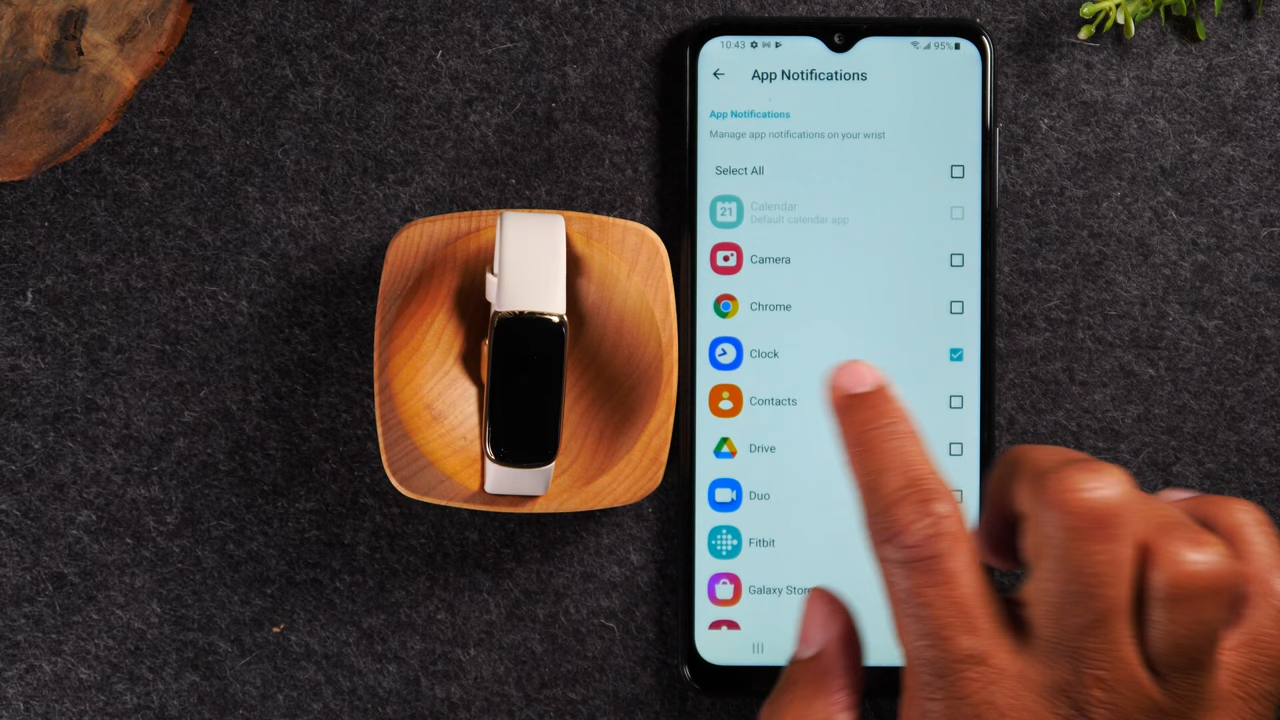 10:43
95%
App Notifications
App Notifications
Manage app notifications on your wrist
Select All
21
Calendar
Default calendar app
Camera
Chrome
Clock
Contacts
Drive
Duo
Fitbit
Galaxy Store